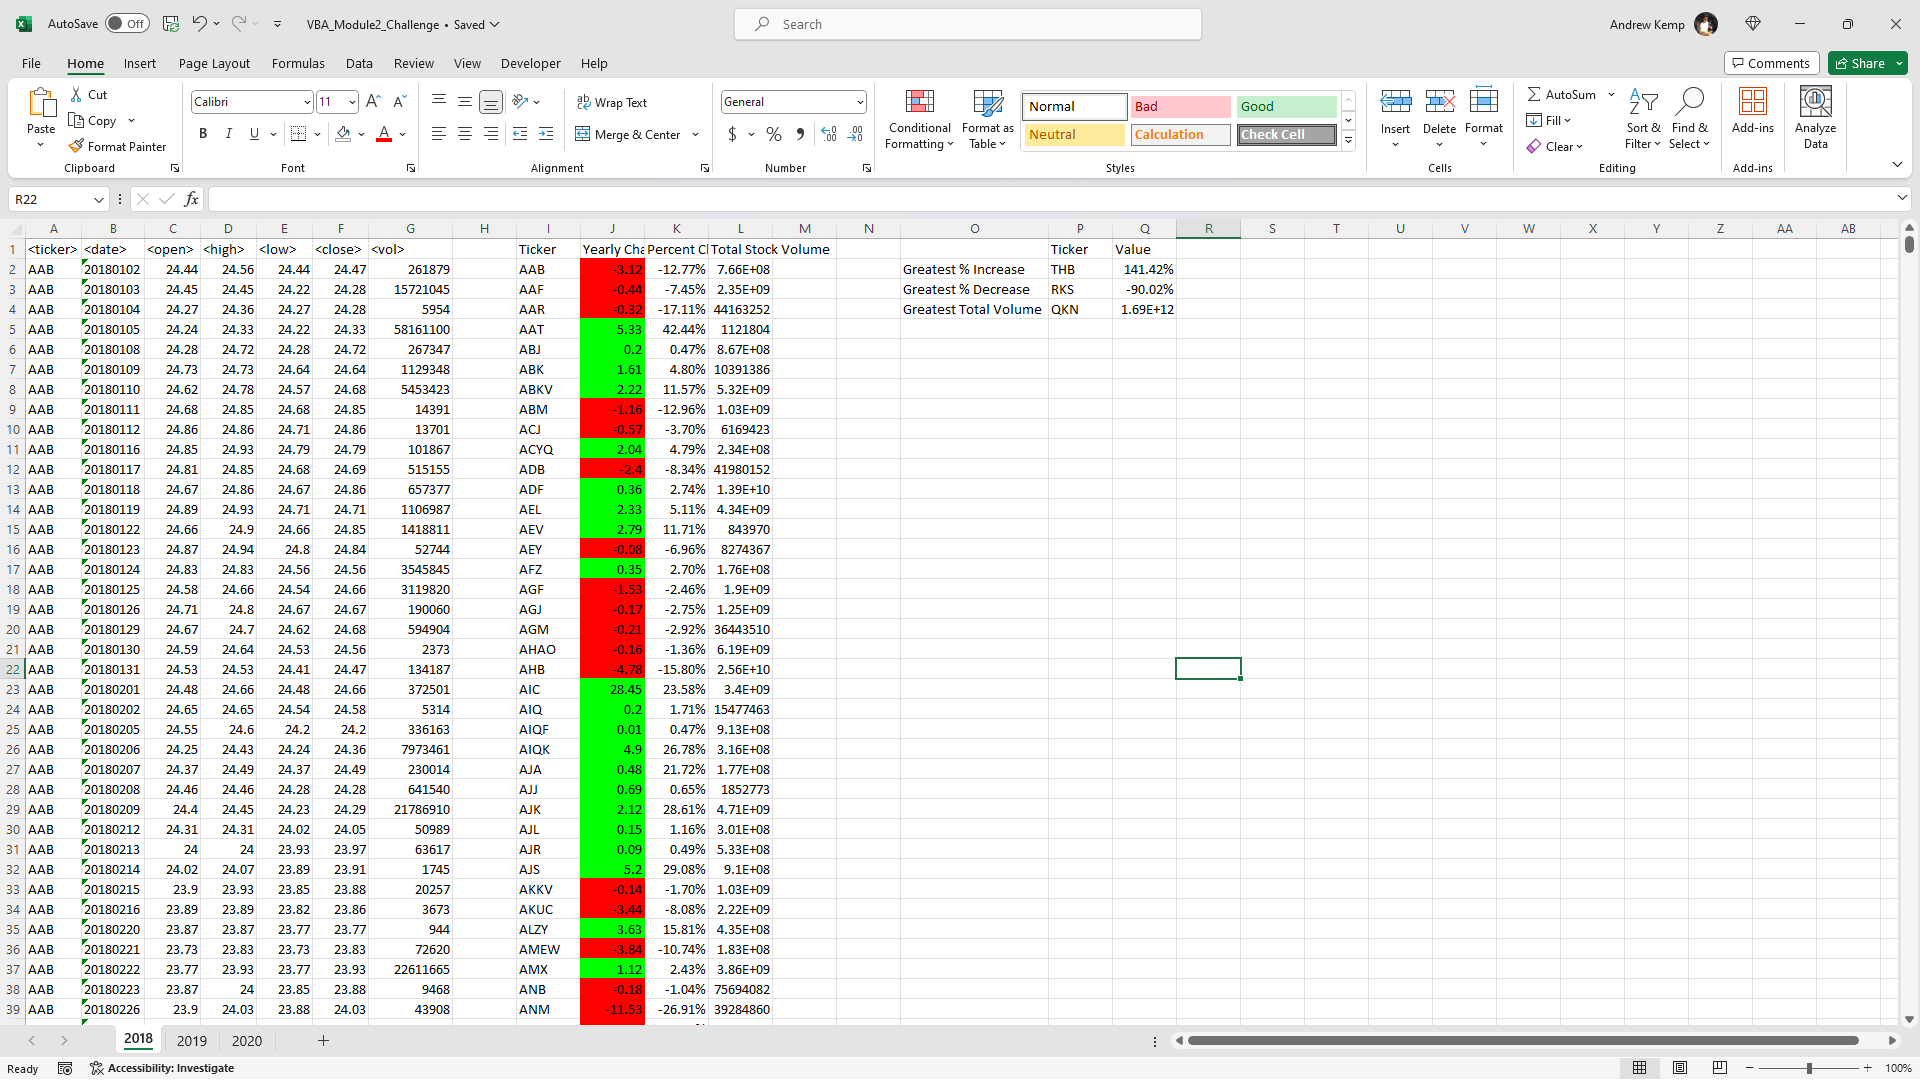 AutoSave Off VBA_Module2_Challenge • Saved Search Andrew Kemp
File Home Insert Page Layout Formulas Data Review View Developer Help Comments Share
Paste Cut Copy Format Painter Clipboard
Calibri 11 B I U A Font
Wrap Text Merge & Center Alignment
General $ % Number
Conditional Formatting Format as Table Normal Bad Good Neutral Calculation Check Cell Styles
Insert Delete Format Cells
AutoSum Fill Clear Sort & Filter Find & Select Editing
Add-ins Add-ins Analyze Data
R22 fx
A B C D E F G H I J K L M N O P Q R S T U V W X Y Z AA AB
1 <ticker> <date> <open> <high> <low> <close> <vol> Ticker Yearly Cha Percent Cl Total Stock Volume Ticker Value
2 AAB 20180102 24.44 24.56 24.44 24.47 261879 AAB -3.12 -12.77% 7.66E+08 Greatest % Increase THB 141.42%
3 AAB 20180103 24.45 24.45 24.22 24.28 15721045 AAF -0.44 -7.45% 2.35E+09 Greatest % Decrease RKS -90.02%
4 AAB 20180104 24.27 24.36 24.27 24.28 5954 AAR -0.32 -17.11% 44163252 Greatest Total Volume QKN 1.69E+12
5 AAB 20180105 24.24 24.33 24.22 24.33 58161100 AAT 5.33 42.44% 1121804
6 AAB 20180108 24.28 24.72 24.28 24.72 267347 ABJ 0.2 0.47% 8.67E+08
7 AAB 20180109 24.73 24.73 24.64 24.64 1129348 ABK 1.61 4.80% 10391386
8 AAB 20180110 24.62 24.78 24.57 24.68 5453423 ABKV 2.22 11.57% 5.32E+09
9 AAB 20180111 24.68 24.85 24.68 24.85 14391 ABM -1.16 -12.96% 1.03E+09
10 AAB 20180112 24.86 24.86 24.71 24.86 13701 ACJ -0.57 -3.70% 6169423
11 AAB 20180116 24.85 24.93 24.79 24.79 101867 ACYQ 2.04 4.79% 2.34E+08
12 AAB 20180117 24.81 24.85 24.68 24.69 515155 ADB -2.4 -8.34% 41980152
13 AAB 20180118 24.67 24.86 24.67 24.86 657377 ADF 0.36 2.74% 1.39E+10
14 AAB 20180119 24.89 24.93 24.71 24.71 1106987 AEL 2.33 5.11% 4.34E+09
15 AAB 20180122 24.66 24.9 24.66 24.85 1418811 AEV 2.79 11.71% 843970
16 AAB 20180123 24.87 24.94 24.8 24.84 52744 AEY -0.08 -6.96% 8274367
17 AAB 20180124 24.83 24.83 24.56 24.56 3545845 AFZ 0.35 2.70% 1.76E+08
18 AAB 20180125 24.58 24.66 24.54 24.66 3119820 AGF -1.53 -2.46% 1.9E+09
19 AAB 20180126 24.71 24.8 24.67 24.67 190060 AGJ -0.17 -2.75% 1.25E+09
20 AAB 20180129 24.67 24.7 24.62 24.68 594904 AGM -0.21 -2.92% 36443510
21 AAB 20180130 24.59 24.64 24.53 24.56 2373 AHAO -0.16 -1.36% 6.19E+09
22 AAB 20180131 24.53 24.53 24.41 24.47 134187 AHB -4.78 -15.80% 2.56E+10
23 AAB 20180201 24.48 24.66 24.48 24.66 372501 AIC 28.45 23.58% 3.4E+09
24 AAB 20180202 24.65 24.65 24.54 24.58 5314 AIQ 0.2 1.71% 15477463
25 AAB 20180205 24.55 24.6 24.2 24.2 336163 AIQF 0.01 0.47% 9.13E+08
26 AAB 20180206 24.25 24.43 24.24 24.36 7973461 AIQK 4.9 26.78% 3.16E+08
27 AAB 20180207 24.37 24.49 24.37 24.49 230014 AJA 0.48 21.72% 1.77E+08
28 AAB 20180208 24.46 24.46 24.28 24.28 641540 AJJ 0.69 0.65% 1852773
29 AAB 20180209 24.4 24.45 24.23 24.29 21786910 AJK 2.12 28.61% 4.71E+09
30 AAB 20180212 24.31 24.31 24.02 24.05 50989 AJL 0.15 1.16% 3.01E+08
31 AAB 20180213 24 24 23.93 23.97 63617 AJR 0.09 0.49% 5.33E+08
32 AAB 20180214 24.02 24.07 23.89 23.91 1745 AJS 5.2 29.08% 9.1E+08
33 AAB 20180215 23.9 23.93 23.85 23.88 20257 AKKV -0.14 -1.70% 1.03E+09
34 AAB 20180216 23.89 23.89 23.82 23.86 3673 AKUC -3.44 -8.08% 2.22E+09
35 AAB 20180220 23.87 23.87 23.77 23.77 944 ALZY 3.63 15.81% 4.35E+08
36 AAB 20180221 23.73 23.83 23.73 23.83 72620 AMEW -3.84 -10.74% 1.83E+08
37 AAB 20180222 23.77 23.93 23.77 23.93 22611665 AMX 1.12 2.43% 3.86E+09
38 AAB 20180223 23.87 24 23.85 23.88 9468 ANB -0.18 -1.04% 75694082
39 AAB 20180226 23.9 24.03 23.88 24.03 43908 ANM -11.53 -26.91% 39284860
2018 2019 2020
Ready Accessibility: Investigate 100%